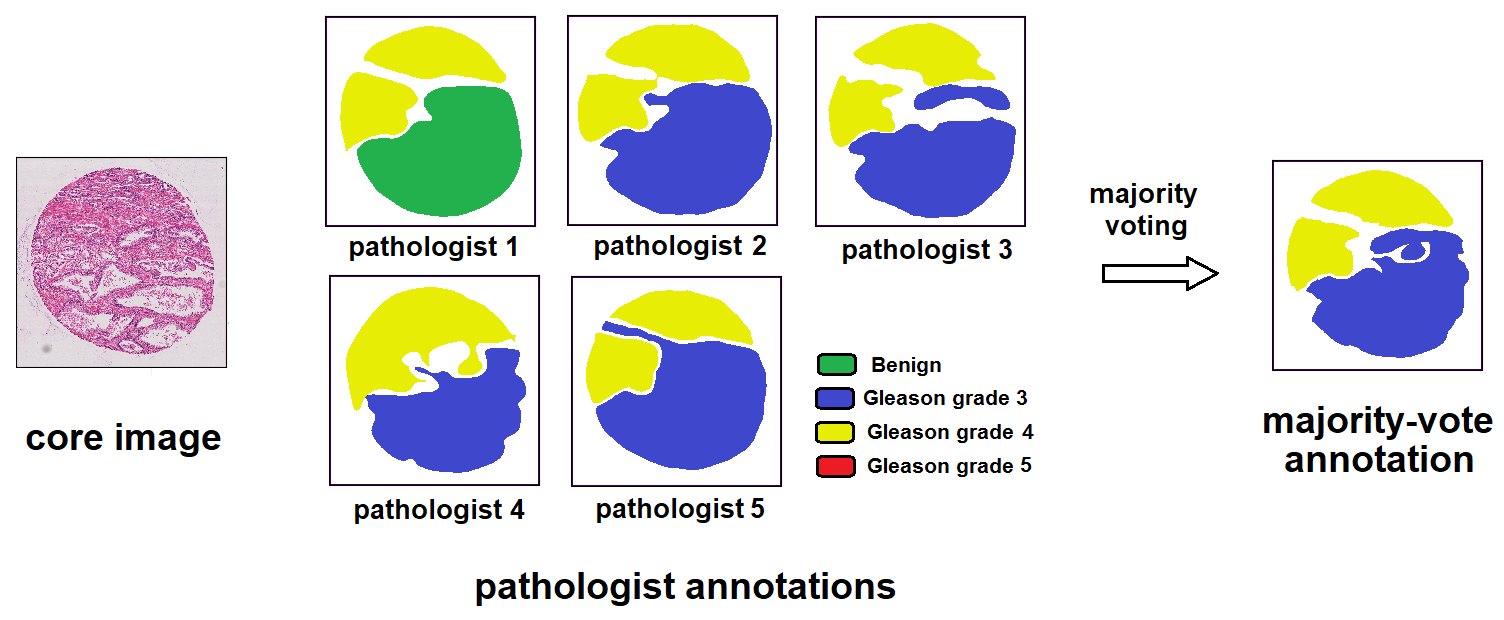 pathologist 1
pathologist 2
pathologist 3
majority
voting
core image
pathologist 4
pathologist 5
Benign
Gleason grade 3
Gleason grade 4
Gleason grade 5
majority-vote
annotation
pathologist annotations